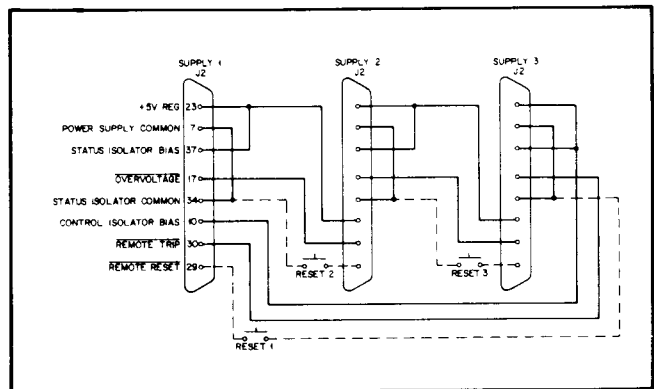 SUPPLY 1
J2
SUPPLY 2
J2
SUPPLY 3
J2
+5V REG 23
POWER SUPPLY COMMON 7
STATUS ISOLATOR BIAS 37
OVERVOLTAGE 17
STATUS ISOLATOR COMMON 34
CONTROL ISOLATOR BIAS 10
REMOTE TRIP 30
REMOTE RESET 29
RESET 2
RESET 3
RESET 1